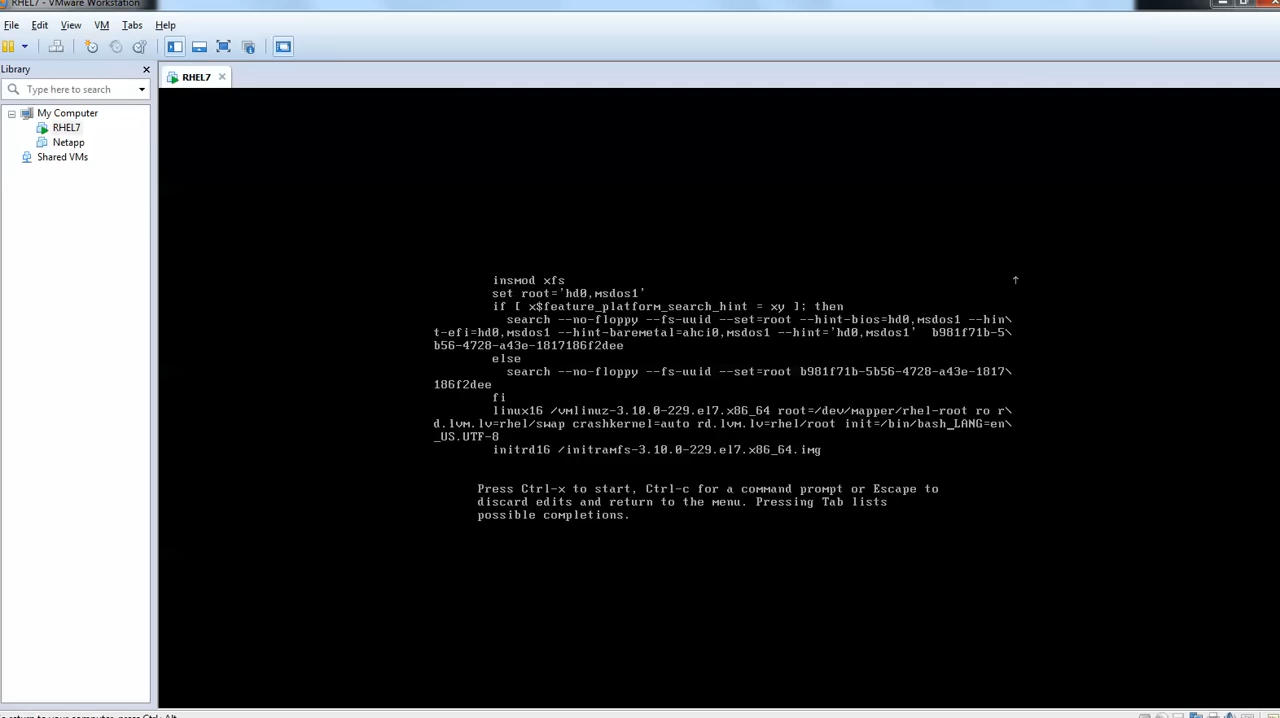 RHEL7 - VMware Workstation
File Edit View VM Tabs Help
Library
Type here to search
My Computer
RHEL7
Netapp
Shared VMs
RHEL7
insmod xfs
set root='hd0,msdos1'
if [ x$feature_platform_search_hint = xy ]; then
search --no-floppy --fs-uuid --set=root --hint-bios=hd0,msdos1 --hin\
t-efi=hd0,msdos1 --hint-baremetal=ahci0,msdos1 --hint='hd0,msdos1' b981f71b-5\
b56-4728-a43e-1817186f2dee
else
search --no-floppy --fs-uuid --set=root b981f71b-5b56-4728-a43e-1817\
186f2dee
fi
linux16 /vmlinuz-3.10.0-229.el7.x86_64 root=/dev/mapper/rhel-root ro r\
d.lvm.lv=rhel/swap crashkernel=auto rd.lvm.lv=rhel/root init=/bin/bash_LANG=en\
_US.UTF-8
initrd16 /initramfs-3.10.0-229.el7.x86_64.img
Press Ctrl-x to start, Ctrl-c for a command prompt or Escape to
discard edits and return to the menu. Pressing Tab lists
possible completions.
return to your computer, press Ctrl+Alt.